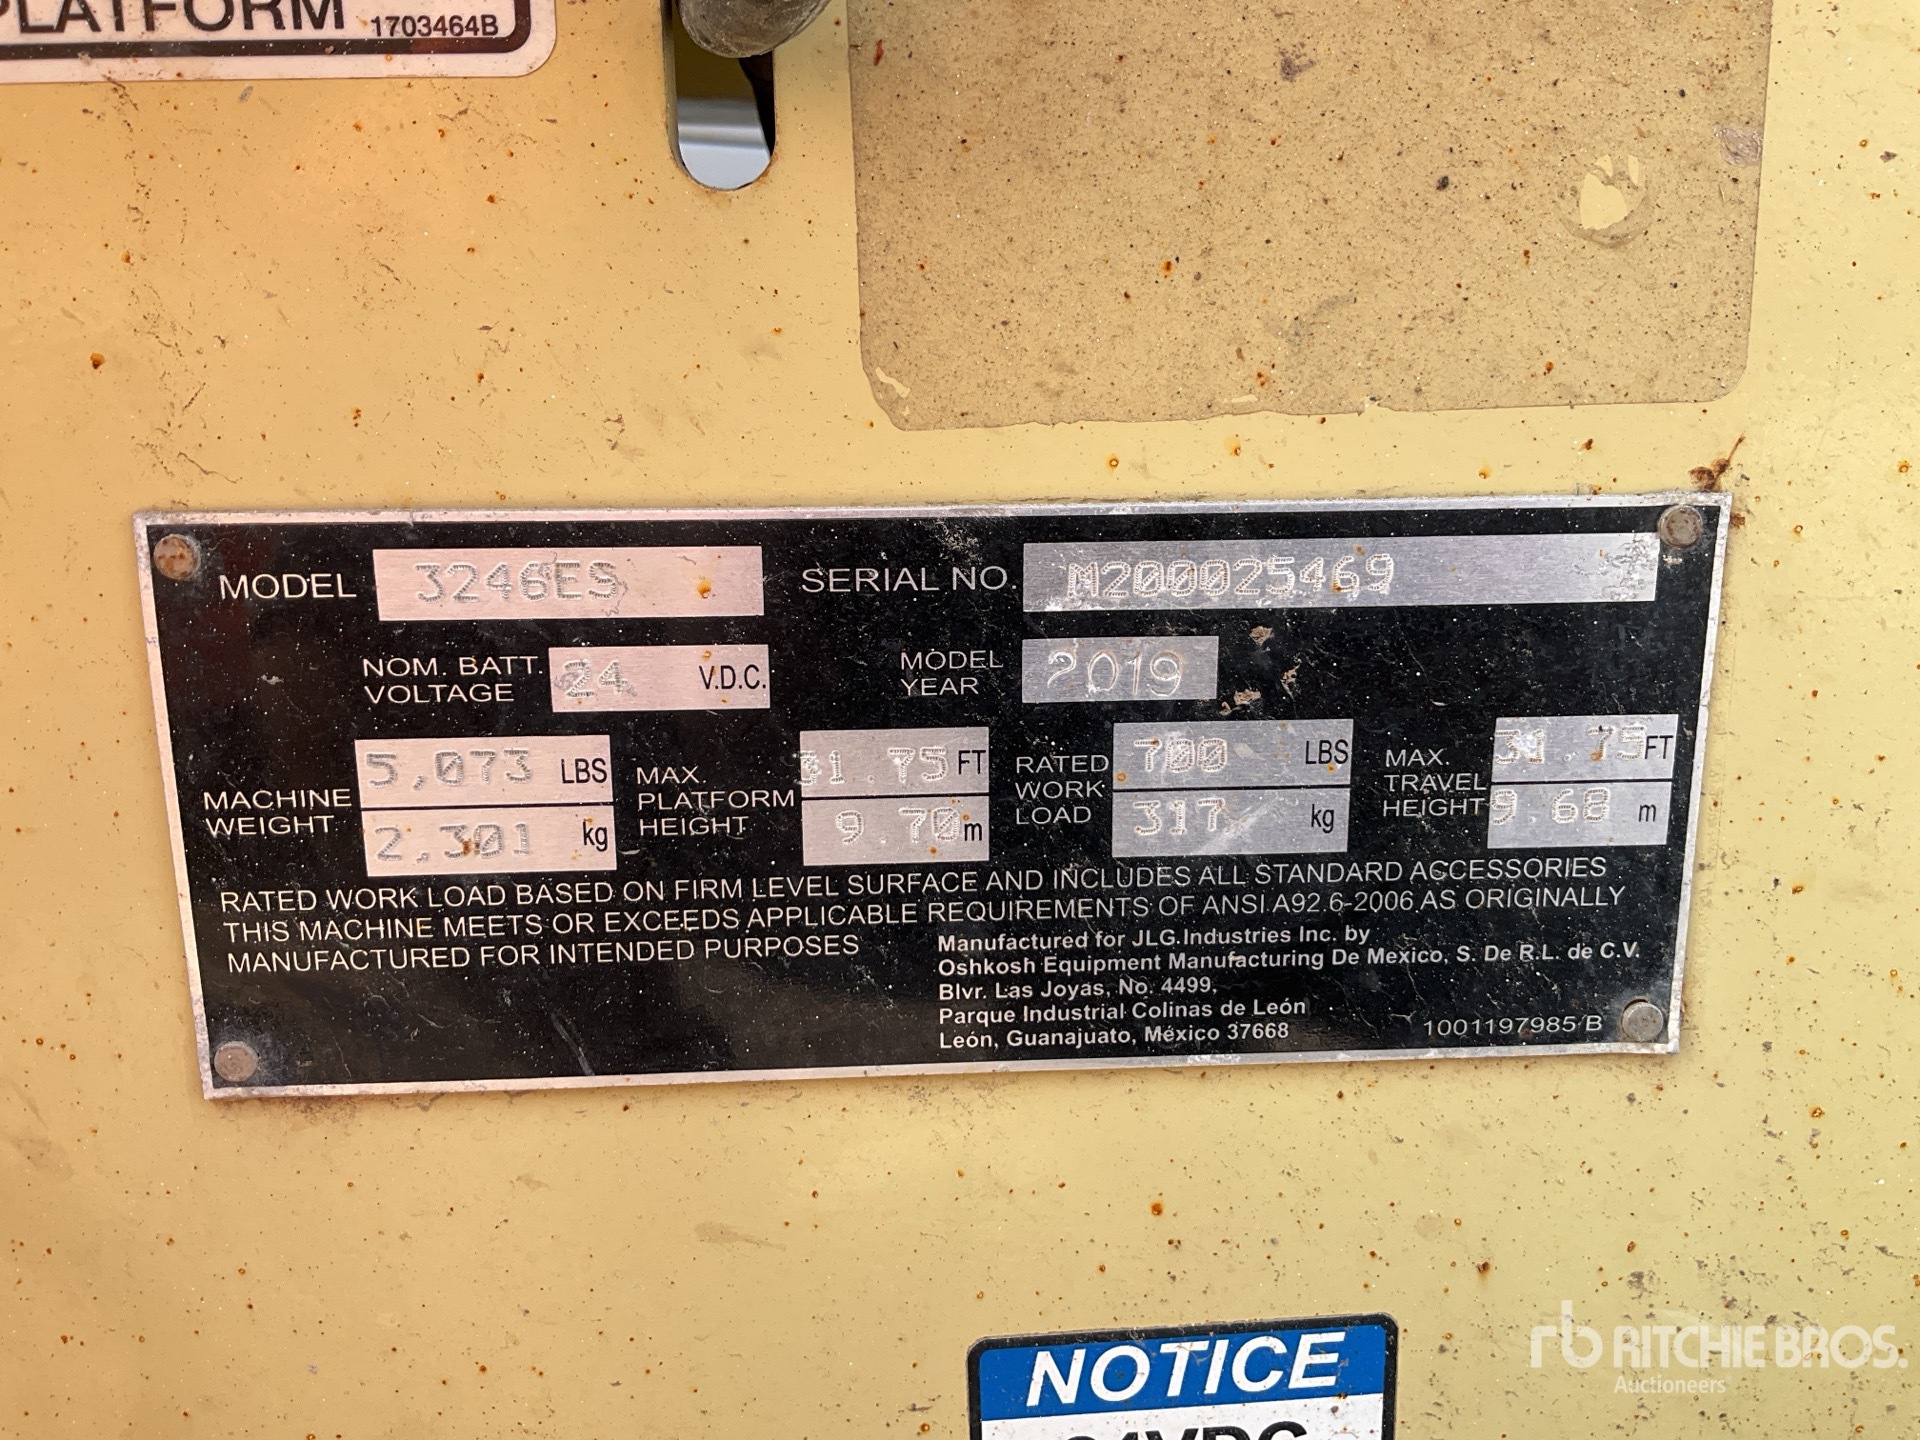 PLATFORM 1703464B
MODEL 3246ES SERIAL NO. M200025469
NOM. BATT. VOLTAGE 24 V.D.C. MODEL YEAR 2019
MACHINE WEIGHT 5,073 LBS 2,301 kg MAX. PLATFORM HEIGHT 31.75 FT 9.70 m RATED WORK LOAD 700 LBS 317 kg MAX. TRAVEL HEIGHT 31.75 FT 9.68 m
RATED WORK LOAD BASED ON FIRM LEVEL SURFACE AND INCLUDES ALL STANDARD ACCESSORIES
THIS MACHINE MEETS OR EXCEEDS APPLICABLE REQUIREMENTS OF ANSI A92.6-2006 AS ORIGINALLY
MANUFACTURED FOR INTENDED PURPOSES
Manufactured for JLG Industries Inc. by
Oshkosh Equipment Manufacturing De Mexico, S. De R.L. de C.V.
Blvr. Las Joyas, No. 4499,
Parque Industrial Colinas de León
León, Guanajuato, México 37668
1001197985 B
NOTICE
24VDC
rb RITCHIE BROS.
Auctioneers